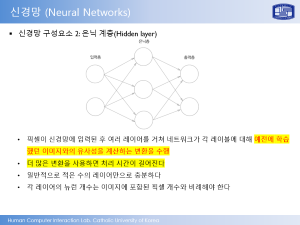 신경망 (Neural Networks)
신경망 구성요소 2: 은닉 계층(Hidden layer)
은닉층
입력층
출력층
픽셀이 신경망에 입력된 후 여러 레이어를 거쳐 네트워크가 각 레이블에 대해 예전에 학습
했던 이미지와의 유사성을 계산하는 변환을 수행
더 많은 변환을 사용하면 처리 시간이 길어진다
일반적으로 적은 수의 레이어만으로 충분하다
각 레이어의 뉴런 개수는 이미지에 포함된 픽셀 개수와 비례해야 한다
Human Computer Interaction Lab, Catholic University of Korea